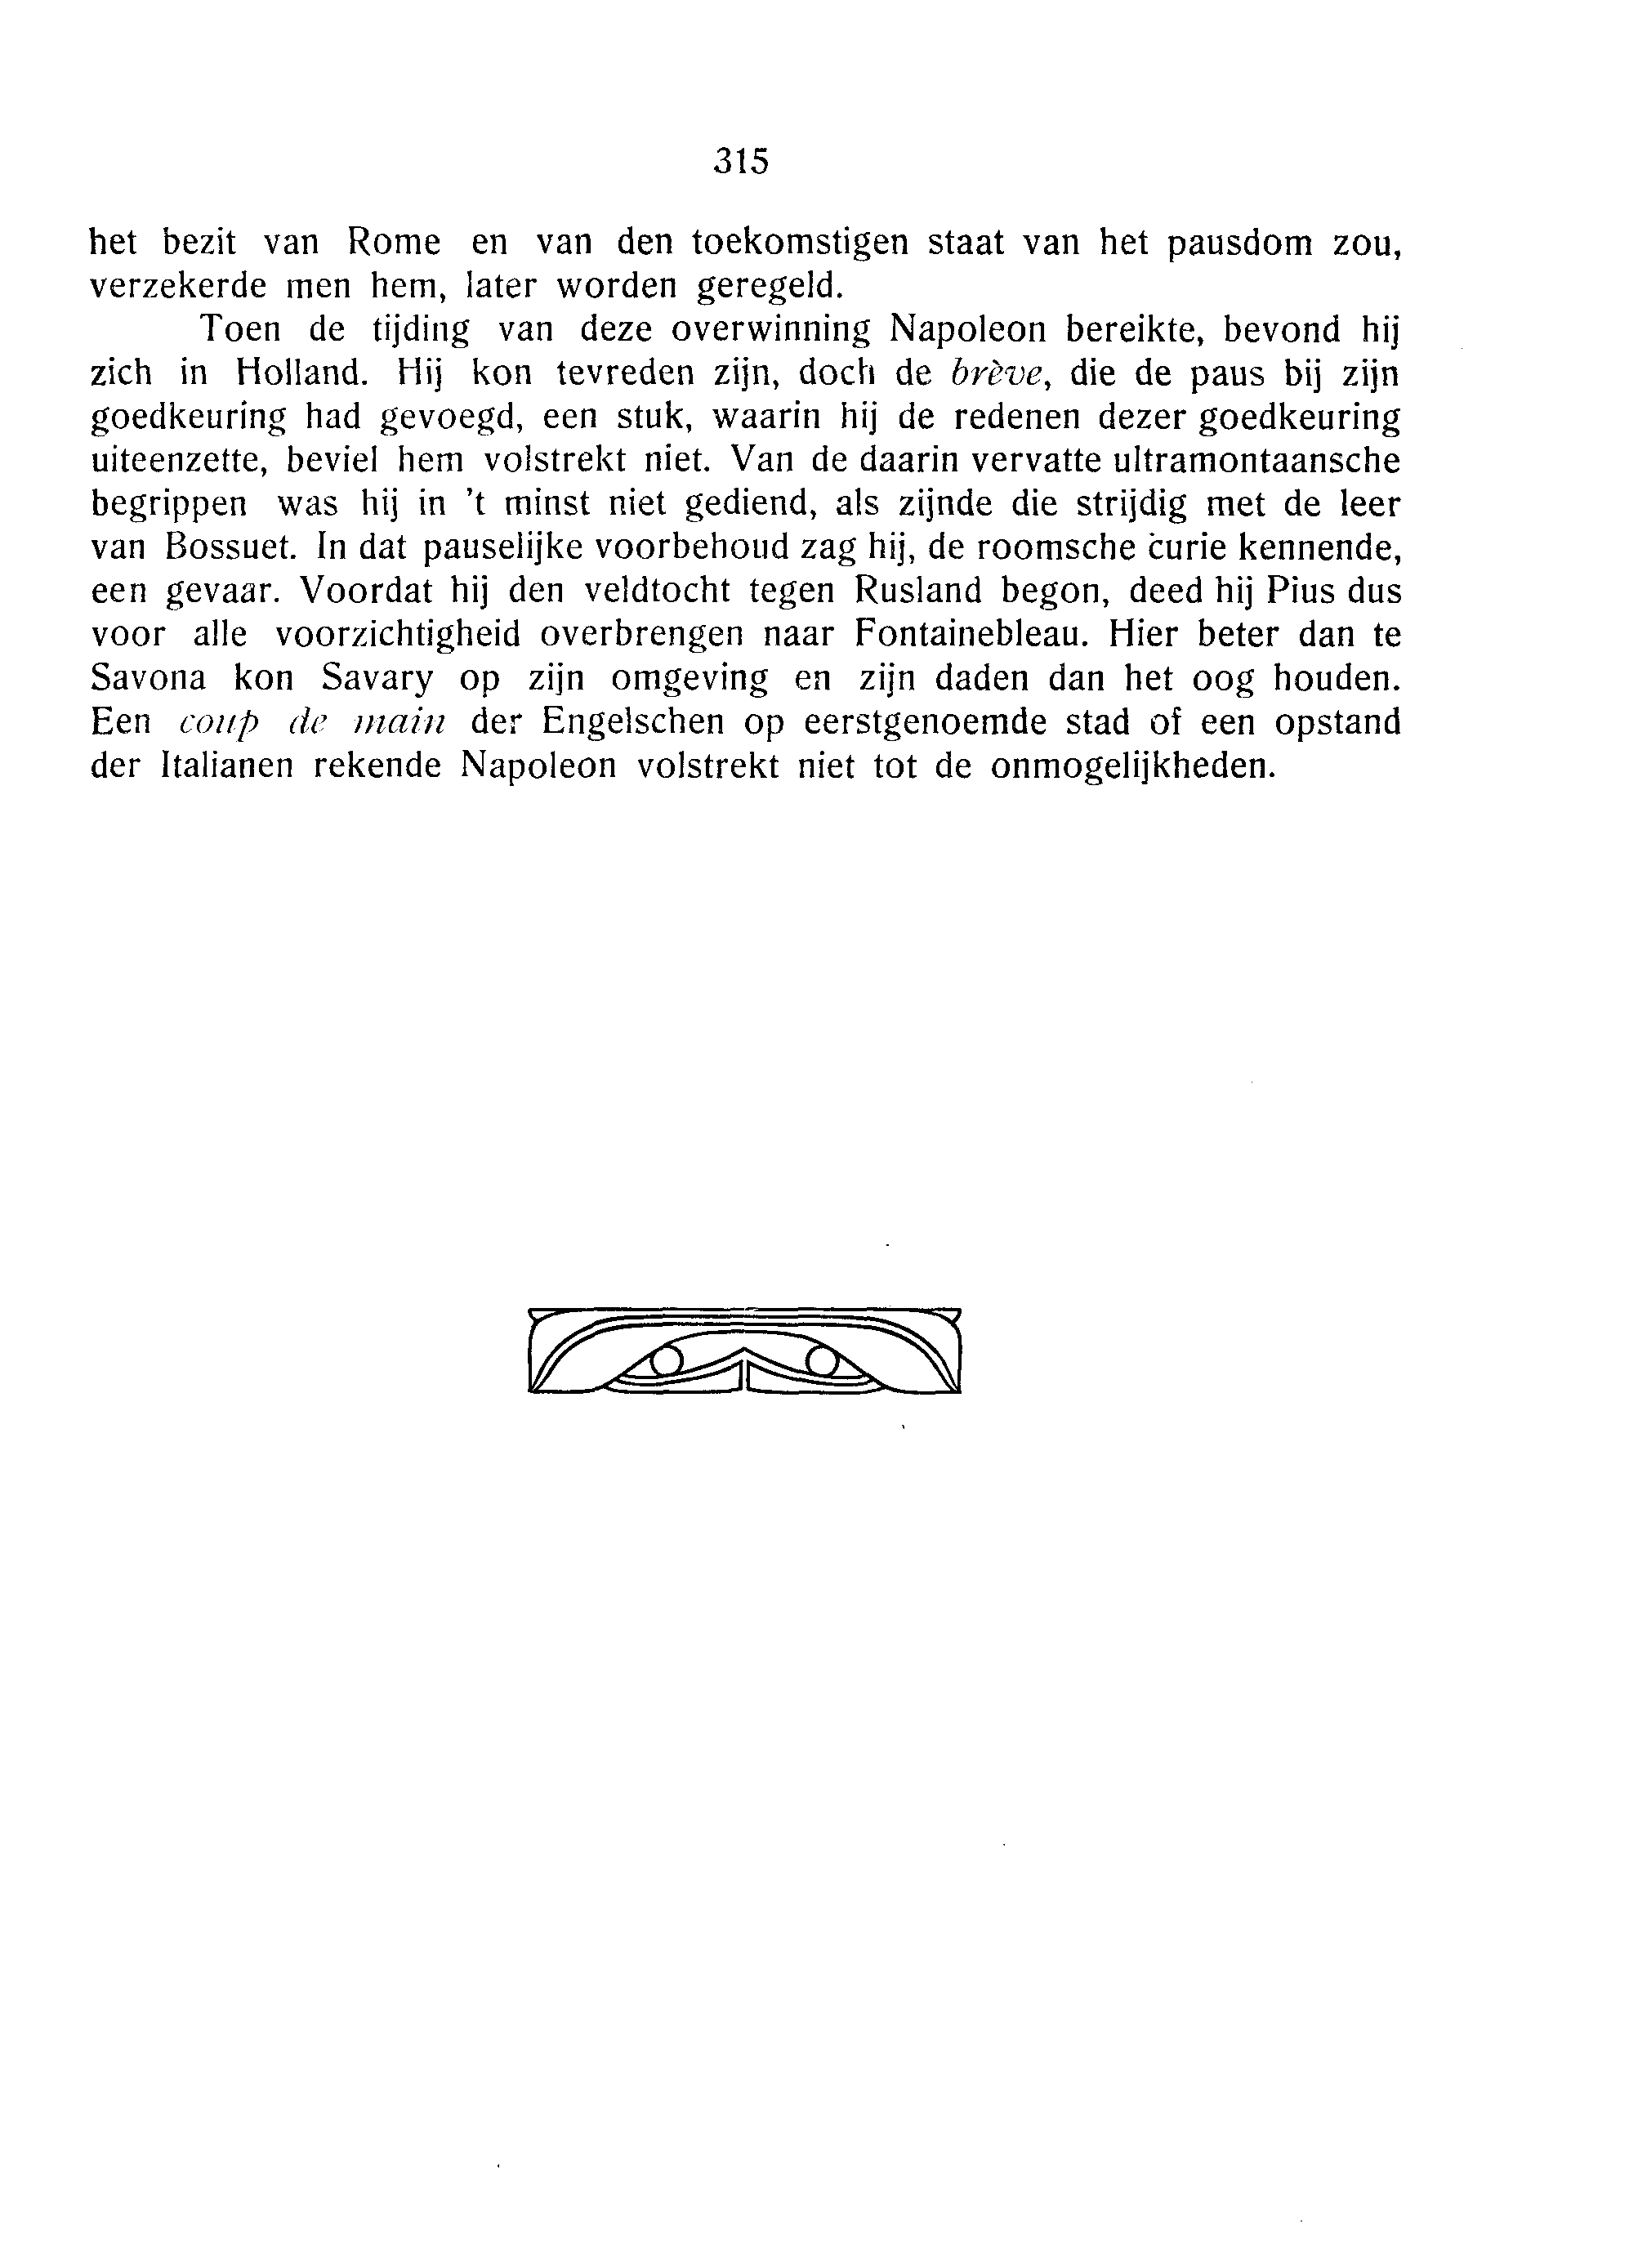 315
het bezit van Rome en van den toekomstigen staat van het pausdom zou,
verzekerde men hem, later worden geregeld.
Toen de tijding van deze overwinning Napoleon bereikte, bevond hij
zich in Holland. Hij kon tevreden zijn, doch de brève, die de paus bij zijn
goedkeuring had gevoegd, een stuk, waarin hij de redenen dezer goedkeuring
uiteenzette, beviel hem volstrekt niet. Van de daarin vervatte ultramontaansche
begrippen was hij in 't minst niet gediend, als zijnde die strijdig met de leer
van Bossuet. In dat pauselijke voorbehoud zag hij, de roomsche curie kennende,
een gevaar. Voordat hij den veldtocht tegen Rusland begon, deed hij Pius dus
voor alle voorzichtigheid overbrengen naar Fontainebleau. Hier beter dan te
Savona kon Savary op zijn omgeving en zijn daden dan het oog houden.
Een coup de main der Engelschen op eerstgenoemde stad of een opstand
der Italianen rekende Napoleon volstrekt niet tot de onmogelijkheden.